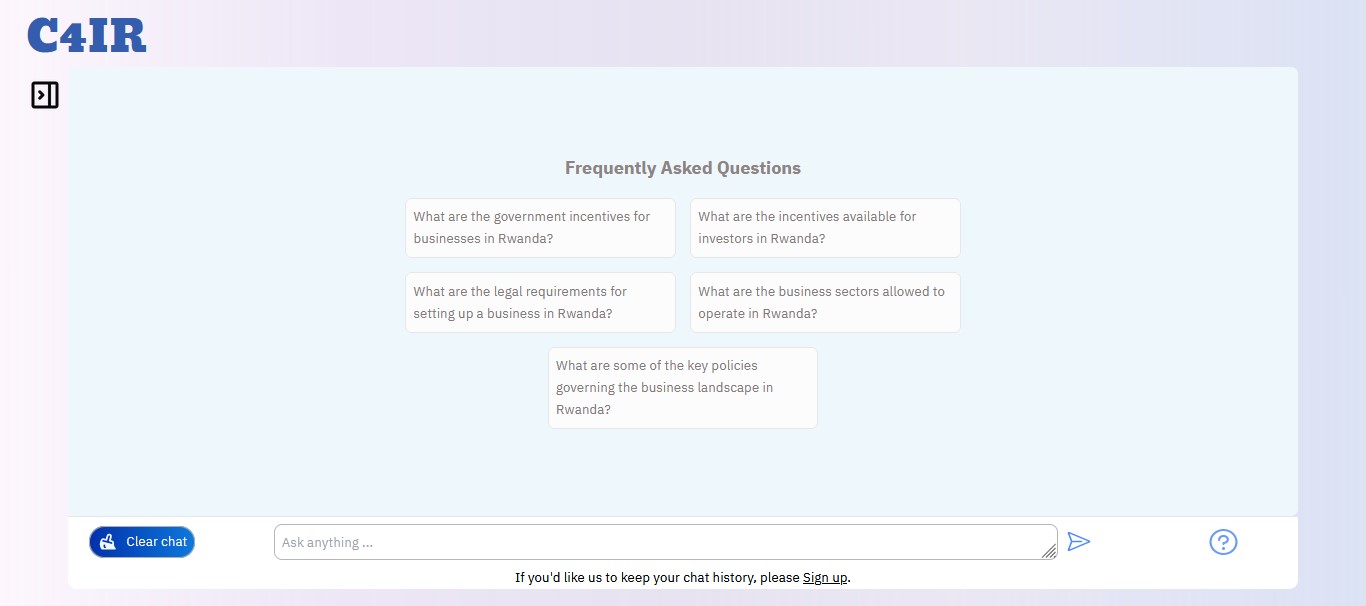 C4IR
Frequently Asked Questions
What are the government incentives for
businesses in Rwanda?
What are the incentives available for
investors in Rwanda?
What are the legal requirements for
setting up a business in Rwanda?
What are the business sectors allowed to
operate in Rwanda?
What are some of the key policies
governing the business landscape in
Rwanda?
Clear chat
Ask anything ...
If you'd like us to keep your chat history, please Sign up.